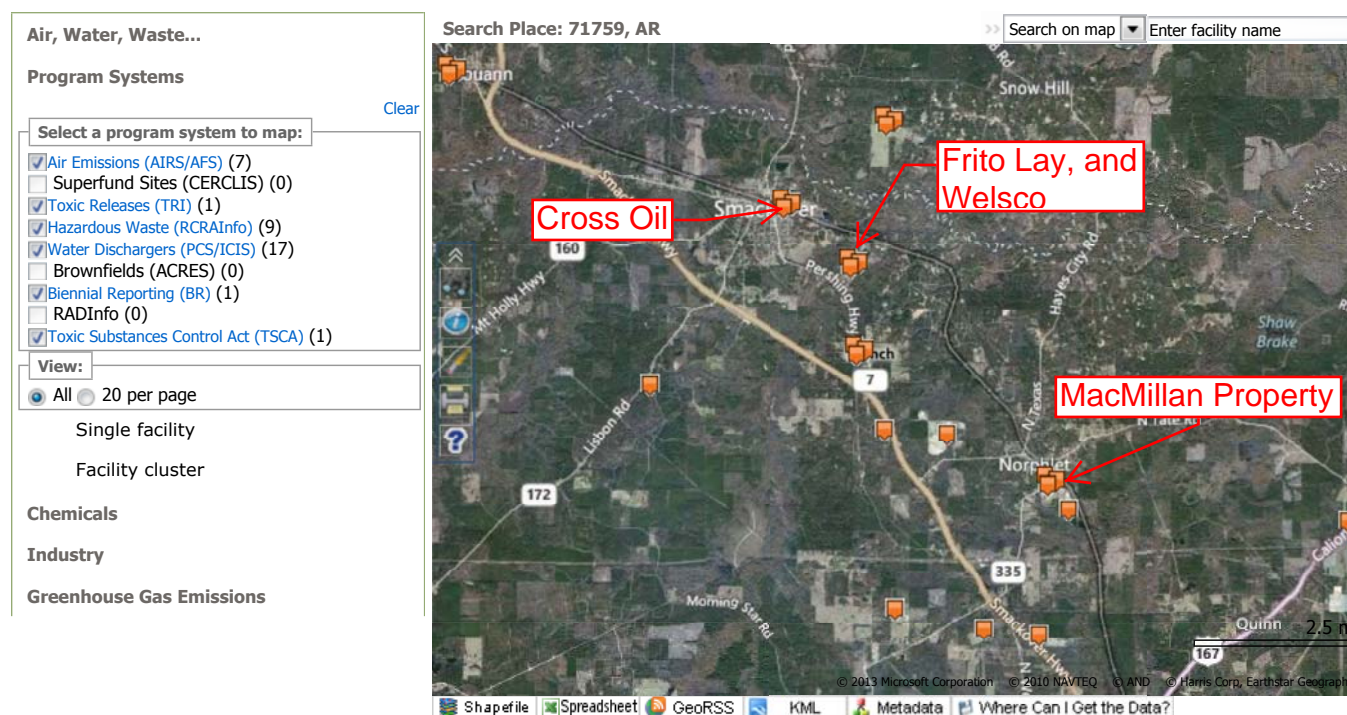 Air, Water, Waste...
Program Systems
Clear
Select a program system to map:
Air Emissions (AIRS/AFS) (7)
Superfund Sites (CERCLIS) (0)
Toxic Releases (TRI) (1)
Hazardous Waste (RCRAInfo) (9)
Water Dischargers (PCS/ICIS) (17)
Brownfields (ACRES) (0)
Biennial Reporting (BR) (1)
RADInfo (0)
Toxic Substances Control Act (TSCA) (1)
View:
All 20 per page
Single facility
Facility cluster
Chemicals
Industry
Greenhouse Gas Emissions
Search Place: 71759, AR
Search on map Enter facility name
Snow Hill
Frito Lay, and
Welsco
Cross Oil
160
Mt Holly Hwy
Pershing Hwy
Hayes City Rd
Shaw
Brake
7
MacMillan Property
N Texas
N Tate Rd
Lisbon Rd
Norphlet
172
335
Morning Star Rd
Smackover Hwy
Quinn
2.5 m
167
© 2013 Microsoft Corporation © 2010 NAVTEQ © AND © Harris Corp, Earthstar Geograph
Shapefile Spreadsheet GeoRSS KML Metadata Where Can I Get the Data?